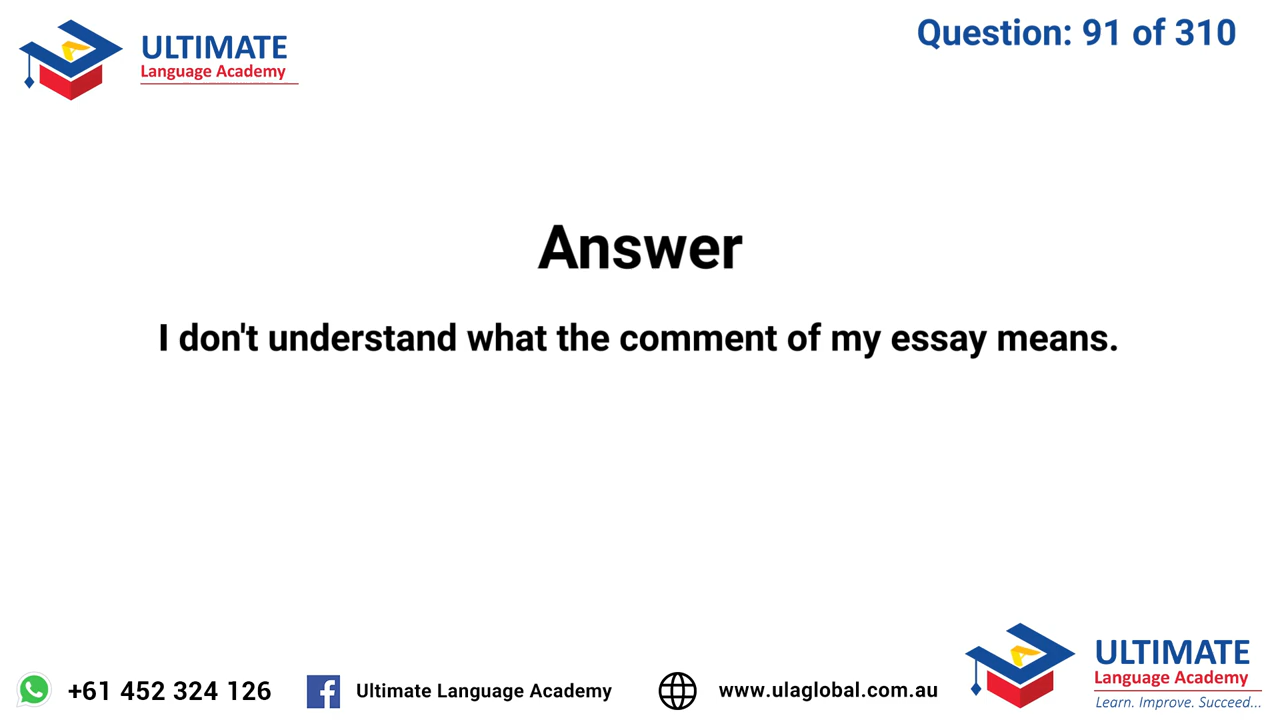 ULTIMATE
Language Academy
Question: 91 of 310
Answer
I don't understand what the comment of my essay means.
+61 452 324 126
Ultimate Language Academy
www.ulaglobal.com.au
ULTIMATE
Language Academy
Learn. Improve. Succeed...